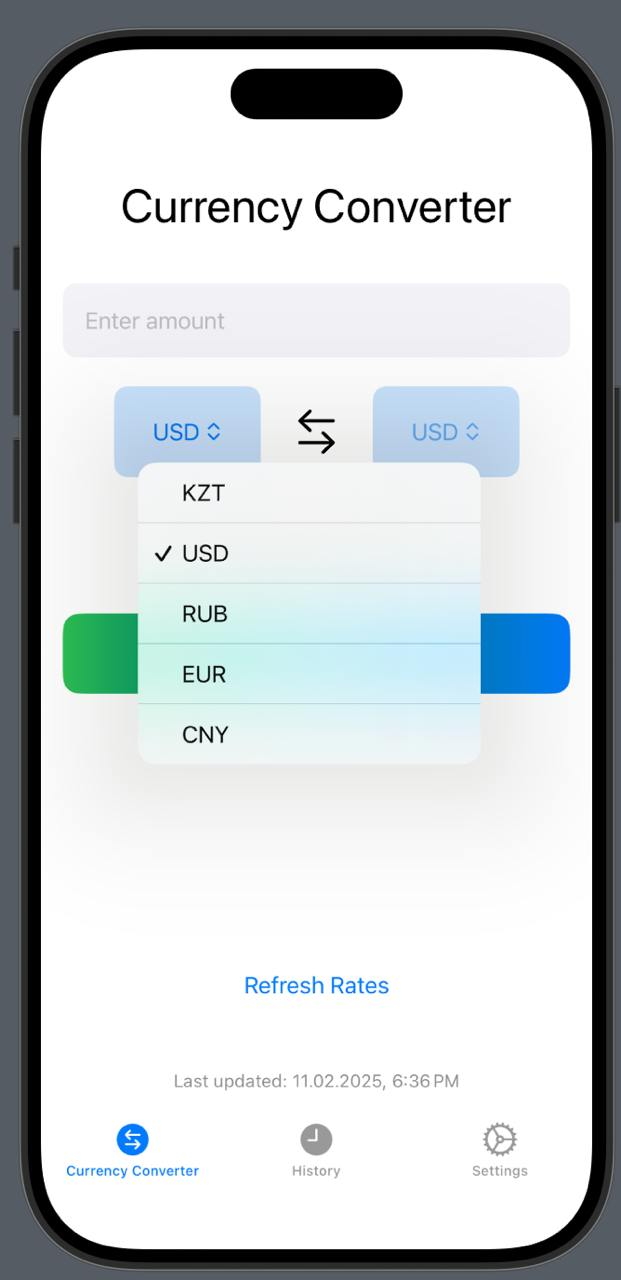 Currency Converter
Enter amount
USD USD
KZT
USD
RUB
EUR
CNY
Refresh Rates
Last updated: 11.02.2025, 6:36 PM
Currency Converter History Settings